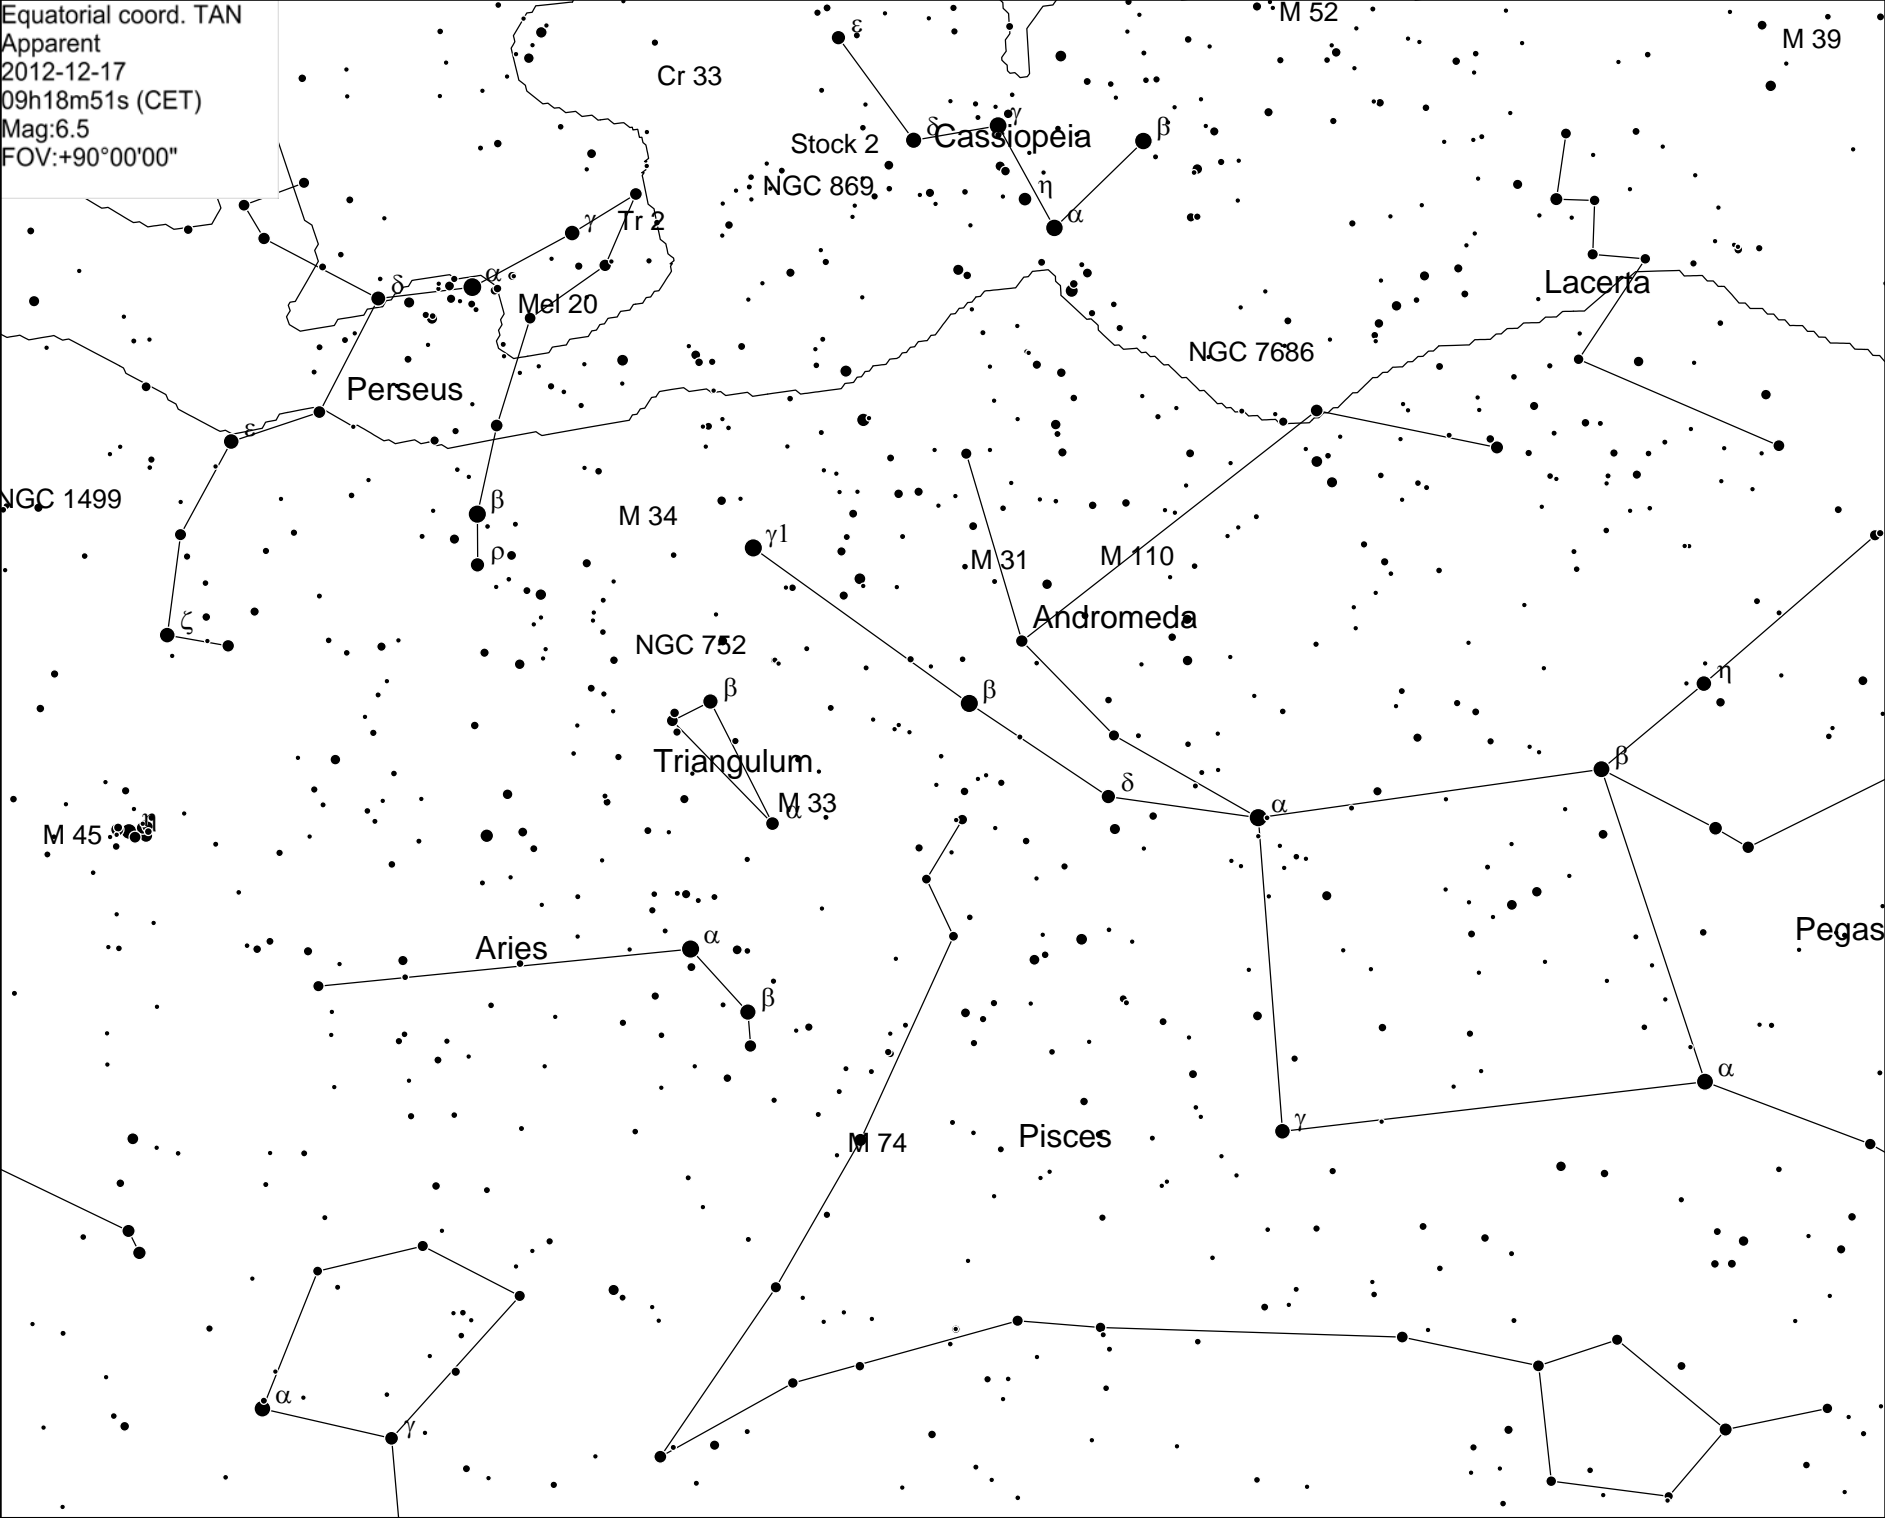 Equatorial coord. TAN
Apparent
2012-12-17
09h18m51s (CET)
Mag:6.5
FOV:+90°00'00"
M 52
ε
M 39
Cr 33
γ
δ
Cassiopeia
β
Stock 2
NGC 869
η
α
γ
Tr 2
δ
α
Mel 20
Lacerta
NGC 7686
Perseus
ε
NGC 1499
β
M 34
γ1
ρ
M 31
M 110
Andromeda
ζ
NGC 752
β
β
η
Triangulum
β
δ
M 33
α
α
M 45
η
Pegas
Aries
α
β
α
γ
Pisces
M 74
α
γ